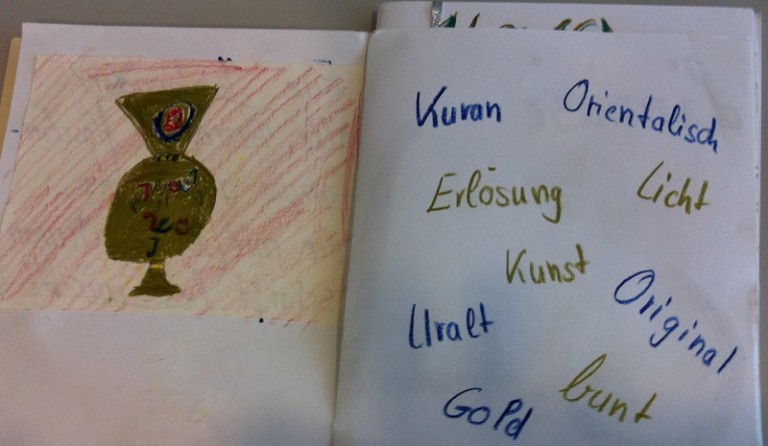 Kuran
Orientalisch
Erlösung
Licht
Kunst
Original
Uralt
Gold
bunt